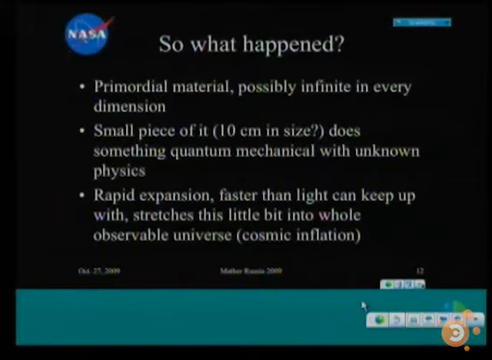 NASA
So what happened?
• Primordial material, possibly infinite in every
dimension
• Small piece of it (10 cm in size?) does
something quantum mechanical with unknown
physics
• Rapid expansion, faster than light can keep up
with, stretches this little bit into whole
observable universe (cosmic inflation)
Oct. 27, 2009 Mather Russia 2009 12